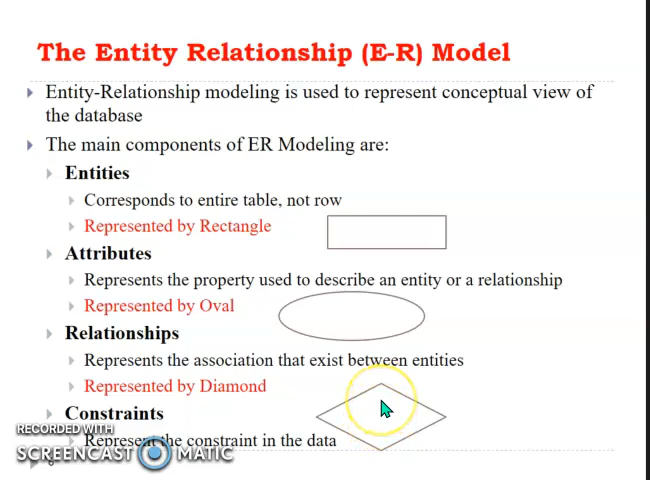 The Entity Relationship (E-R) Model
Entity-Relationship modeling is used to represent conceptual view of
the database
The main components of ER Modeling are:
Entities
Corresponds to entire table, not row
Represented by Rectangle
Attributes
Represents the property used to describe an entity or a relationship
Represented by Oval
Relationships
Represents the association that exist between entities
Represented by Diamond
Constraints
RECORDED WITH
Represent the constraint in the data
SCREENCAST MATIC